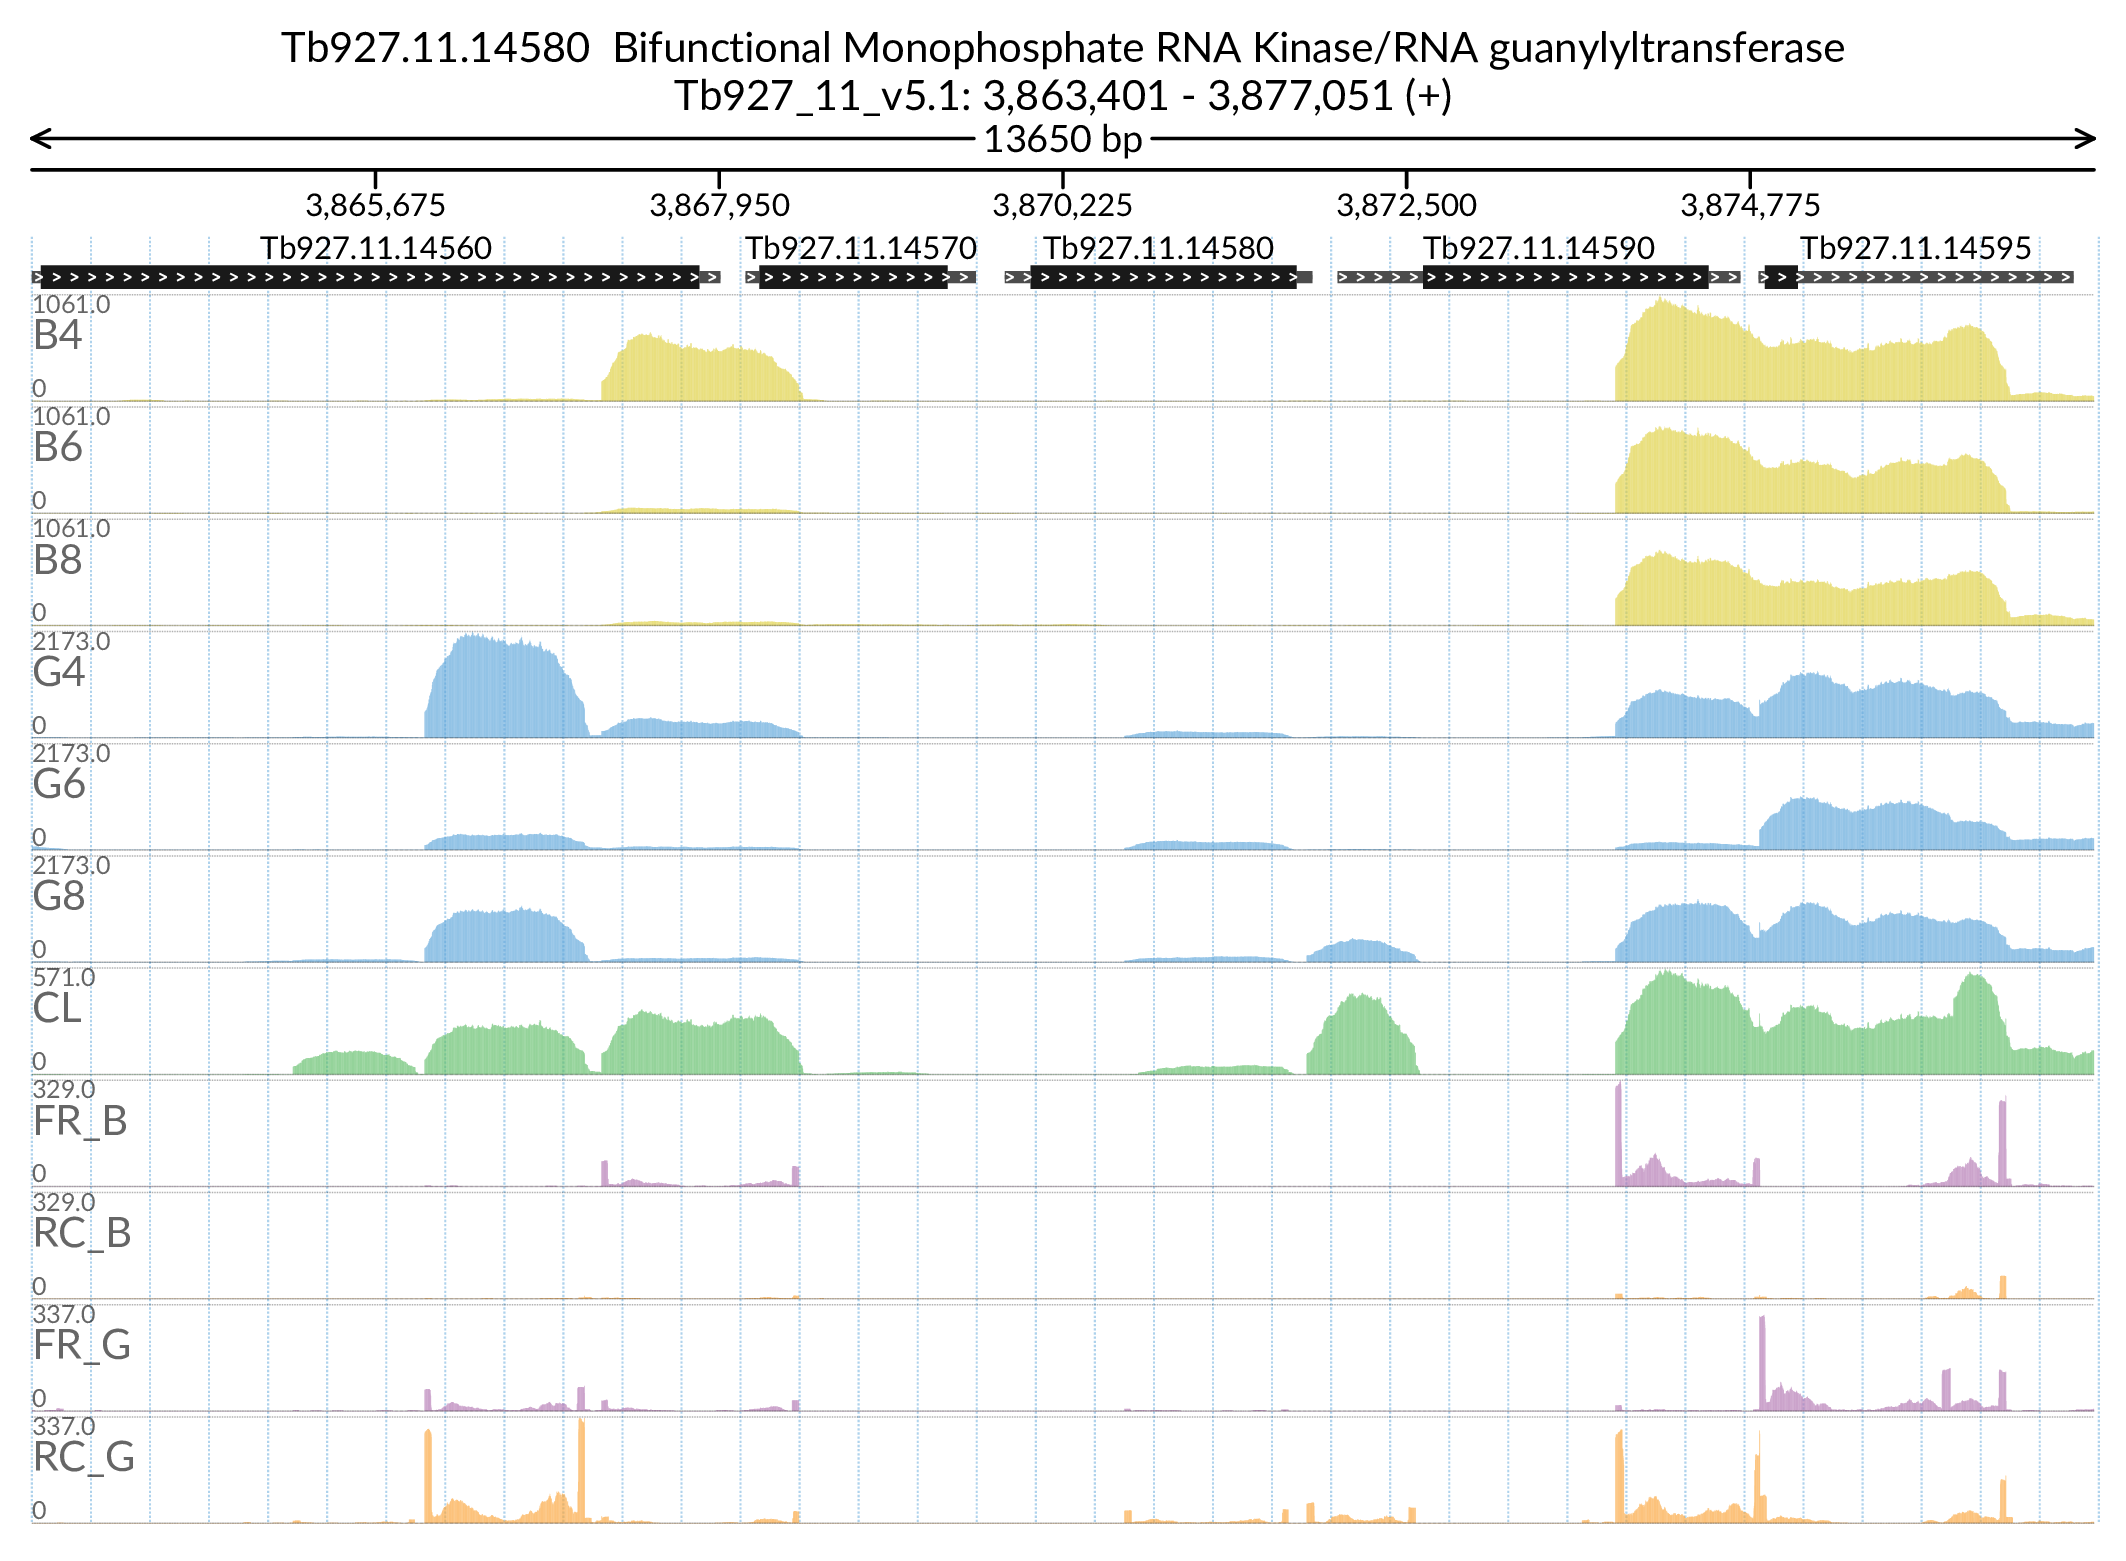 Tb927.11.14580 Bifunctional Monophosphate RNA Kinase/RNA guanylyltransferase
Tb927_11_v5.1: 3,863,401 - 3,877,051 (+)
13650 bp
3,865,675 3,867,950 3,870,225 3,872,500 3,874,775
Tb927.11.14560 Tb927.11.14570 Tb927.11.14580 Tb927.11.14590 Tb927.11.14595
1061.0
B4
0
1061.0
B6
0
1061.0
B8
0
2173.0
G4
0
2173.0
G6
0
2173.0
G8
0
571.0
CL
0
329.0
FR_B
0
329.0
RC_B
0
337.0
FR_G
0
337.0
RC_G
0